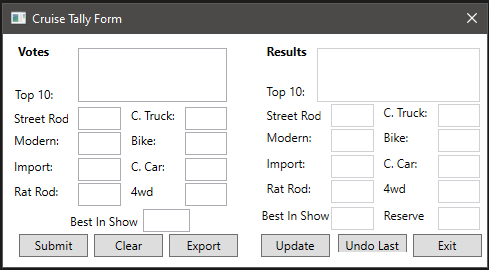 Cruise Tally Form
Votes
Top 10:
Street Rod C. Truck:
Modern: Bike:
Import: C. Car:
Rat Rod: 4wd
Best In Show
Submit Clear Export
Results
Top 10:
Street Rod C. Truck:
Modern: Bike:
Import: C. Car:
Rat Rod: 4wd
Best In Show Reserve
Update Undo Last Exit